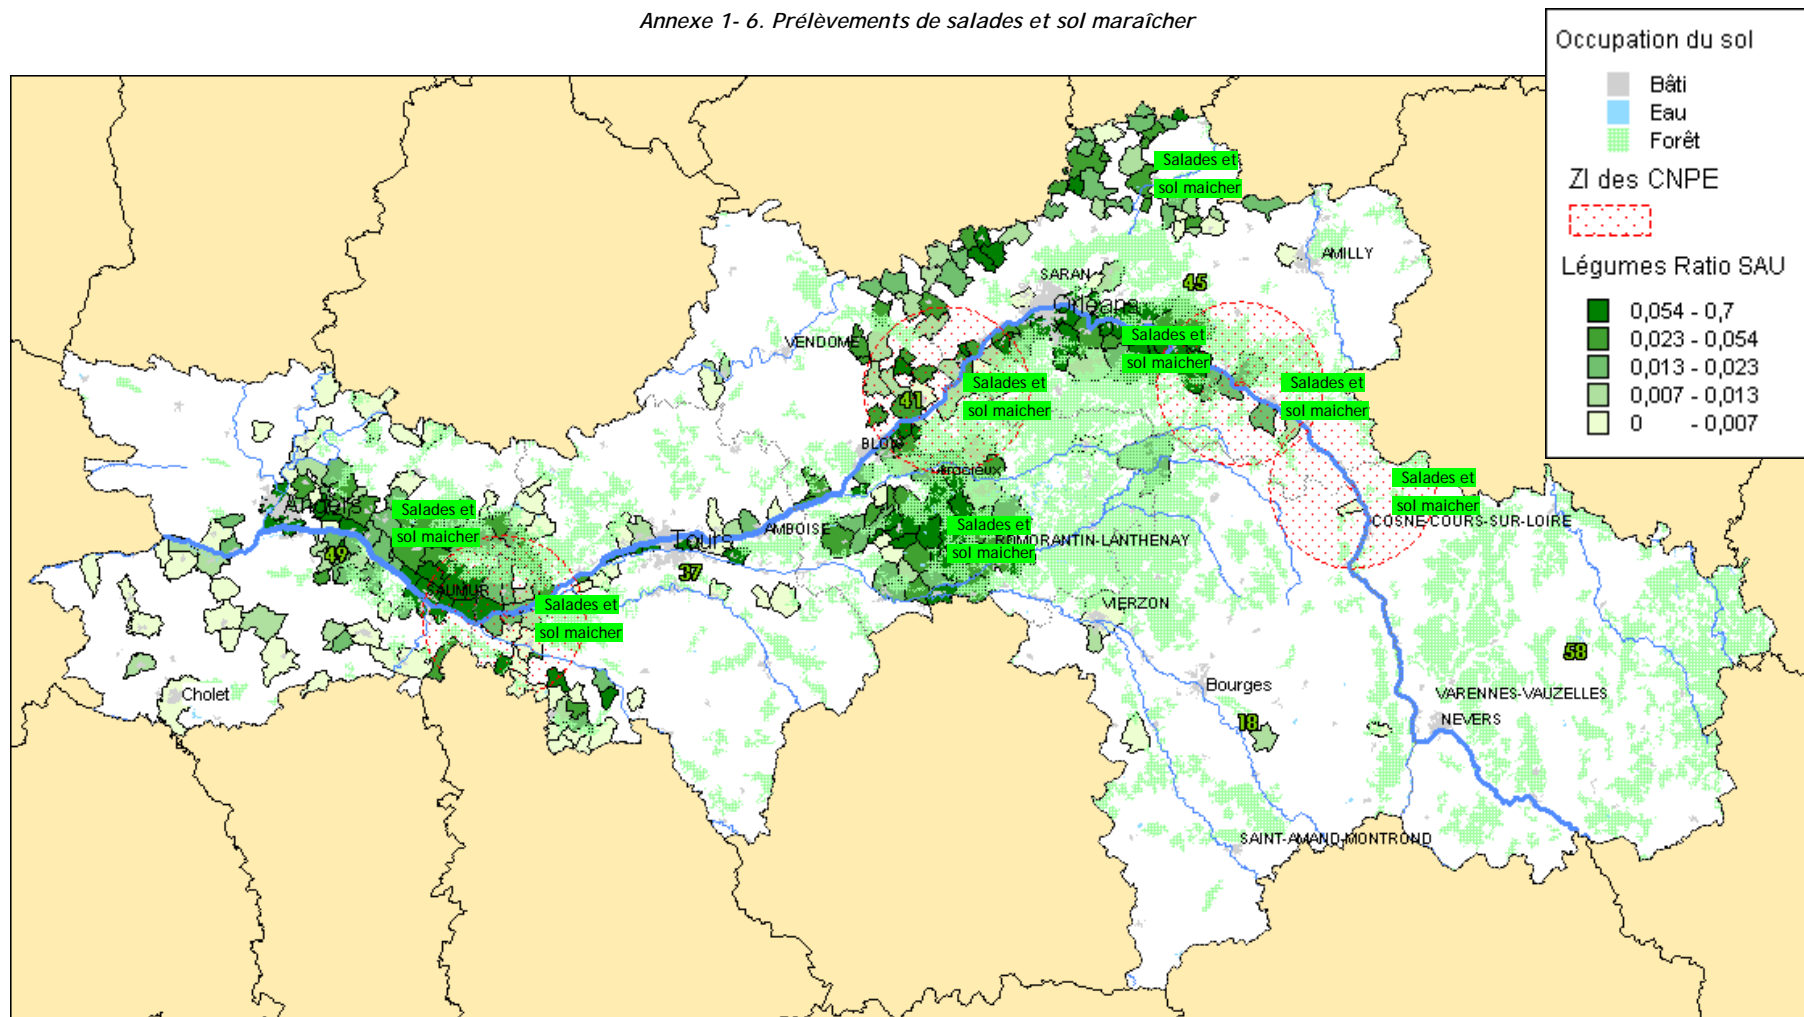 Annexe 1- 6. Prélèvements de salades et sol maraîcher
Occupation du sol
Bâti
Eau
Forêt
ZI des CNPE
Légumes Ratio SAU
0,054 - 0,7
0,023 - 0,054
0,013 - 0,023
0,007 - 0,013
0 - 0,007
Salades et
sol maicher
AMILLY
SARAN
45
Orléans
VENDOME
Salades et
sol maicher
Salades et
sol maicher
Salades et
sol maicher
41
BLOIS
Salades et
sol maicher
Angers
Salades et
sol maicher
COSNE-COURS-SUR-LOIRE
AMBOISE
Salades et
sol maicher
ROMORANTIN-LANTHENAY
Tours
49
37
SAUMUR
Salades et
sol maicher
VIERZON
58
Cholet
Bourges
VARENNES-VAUZELLES
NEVERS
18
SAINT-AMAND-MONTROND